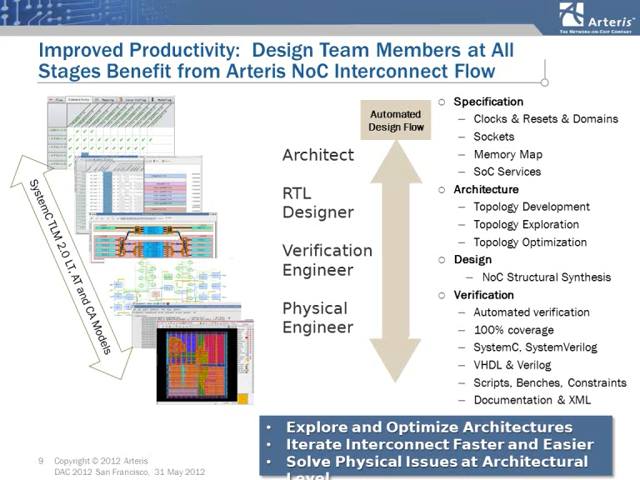 Arteris
THE NETWORK-ON-CHIP COMPANY
Improved Productivity: Design Team Members at All
Stages Benefit from Arteris NoC Interconnect Flow
SystemC TLM 2.0 LT, AT and CA Models
Architect
RTL
Designer
Verification
Engineer
Physical
Engineer
Automated
Design Flow
○ Specification
– Clocks & Resets & Domains
– Sockets
– Memory Map
– SoC Services
○ Architecture
– Topology Development
– Topology Exploration
– Topology Optimization
○ Design
– NoC Structural Synthesis
○ Verification
– Automated verification
– 100% coverage
– SystemC, SystemVerilog
– VHDL & Verilog
– Scripts, Benches, Constraints
– Documentation & XML
• Explore and Optimize Architectures
• Iterate Interconnect Faster and Easier
• Solve Physical Issues at Architectural
Level
9 Copyright © 2012 Arteris
DAC 2012 San Francisco, 31 May 2012